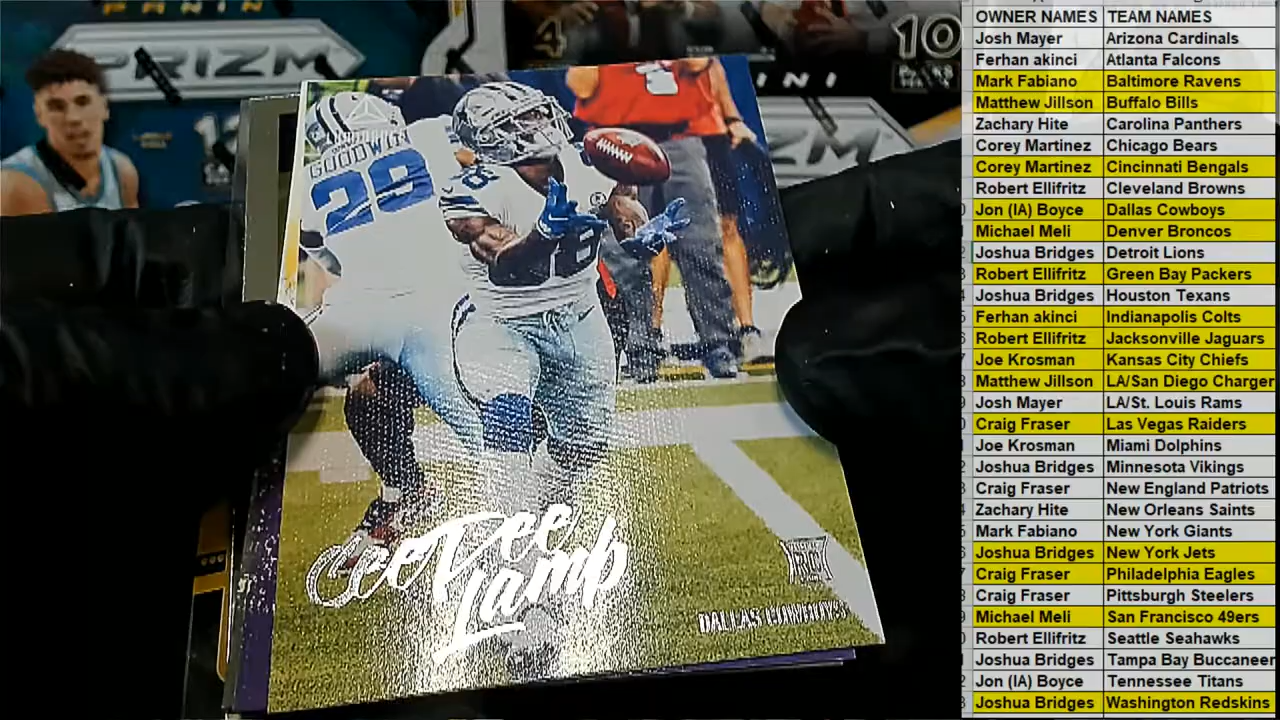 PANINI
PRIZM
4
10
NINI
LUMINANCE
GODWIN
29
CeeDee
Lamb
DALLAS COWBOYS
OWNER NAMES TEAM NAMES
Josh Mayer Arizona Cardinals
Ferhan akinci Atlanta Falcons
Mark Fabiano Baltimore Ravens
Matthew Jillson Buffalo Bills
Zachary Hite Carolina Panthers
Corey Martinez Chicago Bears
Corey Martinez Cincinnati Bengals
Robert Ellifritz Cleveland Browns
Jon (IA) Boyce Dallas Cowboys
Michael Meli Denver Broncos
Joshua Bridges Detroit Lions
Robert Ellifritz Green Bay Packers
Joshua Bridges Houston Texans
Ferhan akinci Indianapolis Colts
Robert Ellifritz Jacksonville Jaguars
Joe Krosman Kansas City Chiefs
Matthew Jillson LA/San Diego Charger
Josh Mayer LA/St. Louis Rams
Craig Fraser Las Vegas Raiders
Joe Krosman Miami Dolphins
Joshua Bridges Minnesota Vikings
Craig Fraser New England Patriots
Zachary Hite New Orleans Saints
Mark Fabiano New York Giants
Joshua Bridges New York Jets
Craig Fraser Philadelphia Eagles
Craig Fraser Pittsburgh Steelers
Michael Meli San Francisco 49ers
Robert Ellifritz Seattle Seahawks
Joshua Bridges Tampa Bay Buccaneer
Jon (IA) Boyce Tennessee Titans
Joshua Bridges Washington Redskins